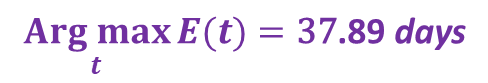 Arg max E(t) = 37.89 days
t